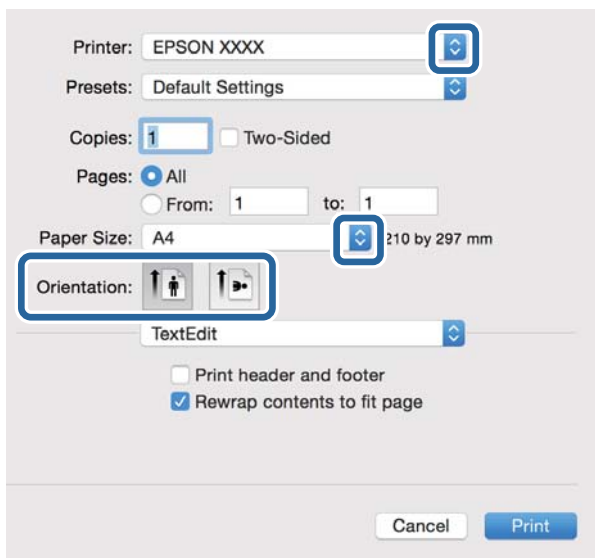 Printer: EPSON XXXX
Presets: Default Settings
Copies: 1 Two-Sided
Pages: All
From: 1 to: 1
Paper Size: A4 210 by 297 mm
Orientation:
TextEdit
Print header and footer
Rewrap contents to fit page
Cancel Print